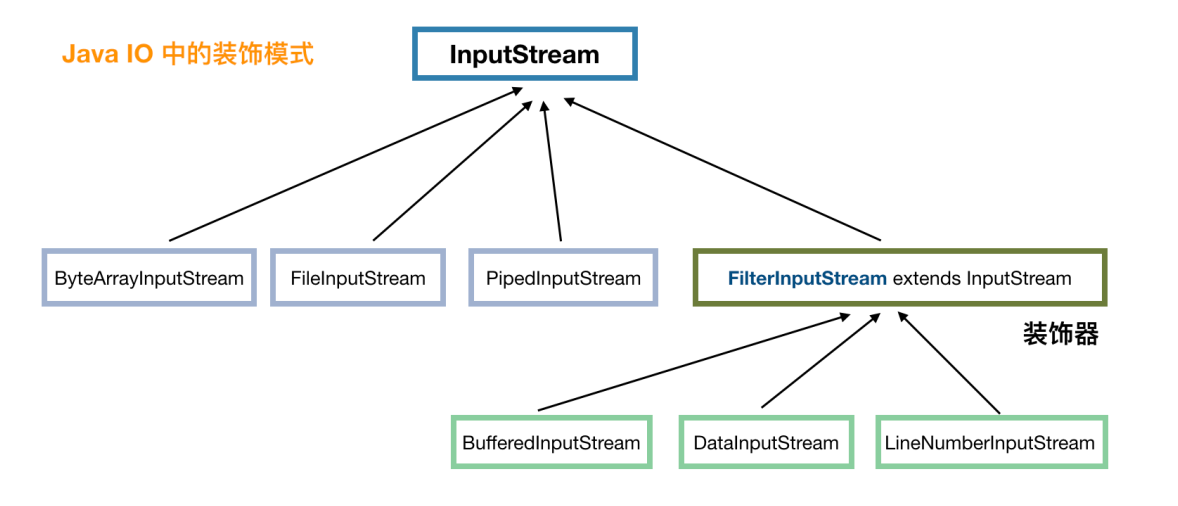 Java IO 中的装饰模式
InputStream
ByteArrayInputStream
FileInputStream
PipedInputStream
FilterInputStream extends InputStream
装饰器
BufferedInputStream
DataInputStream
LineNumberInputStream